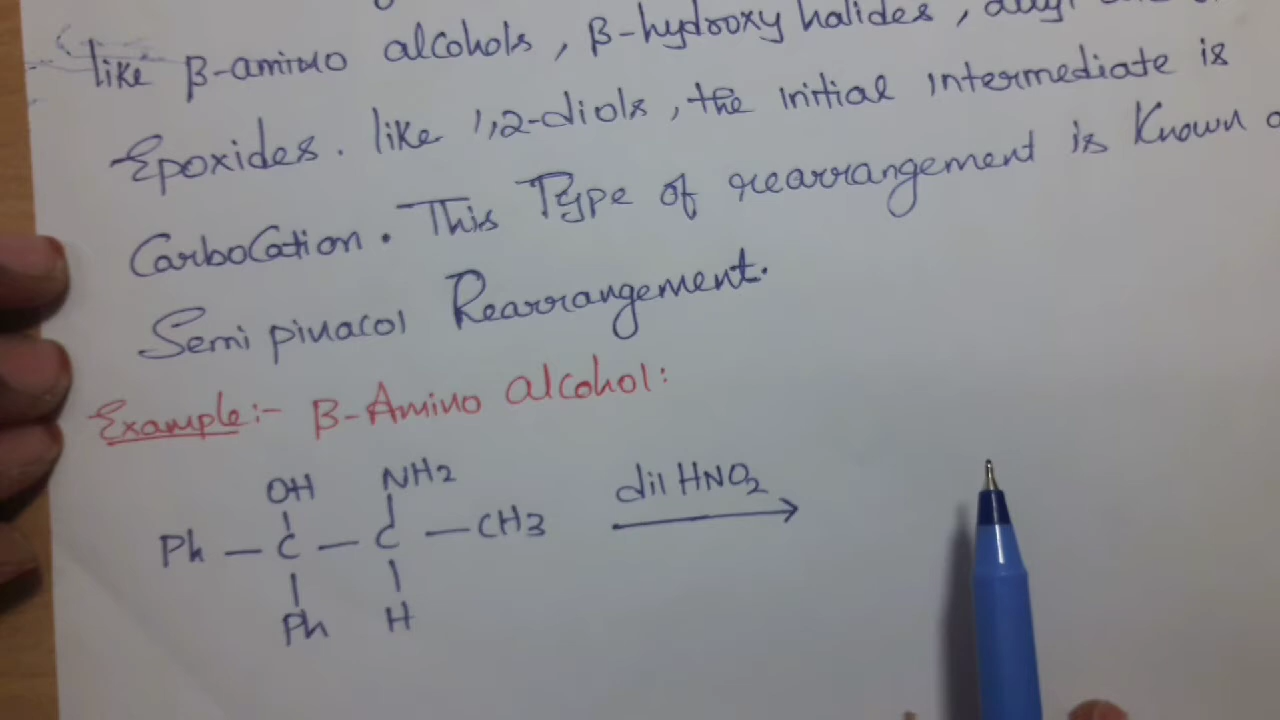 like β-amino alcohols, β-hydroxy halides,
Epoxides. like 1,2-diols, the initial intermediate is
Carbocation. This Type of rearrangement is Known
Semi pinacol Rearrangement.
Example:- β-Amino alcohol:
OH NH2
Ph - C - C - CH3
Ph H
dil HNO2